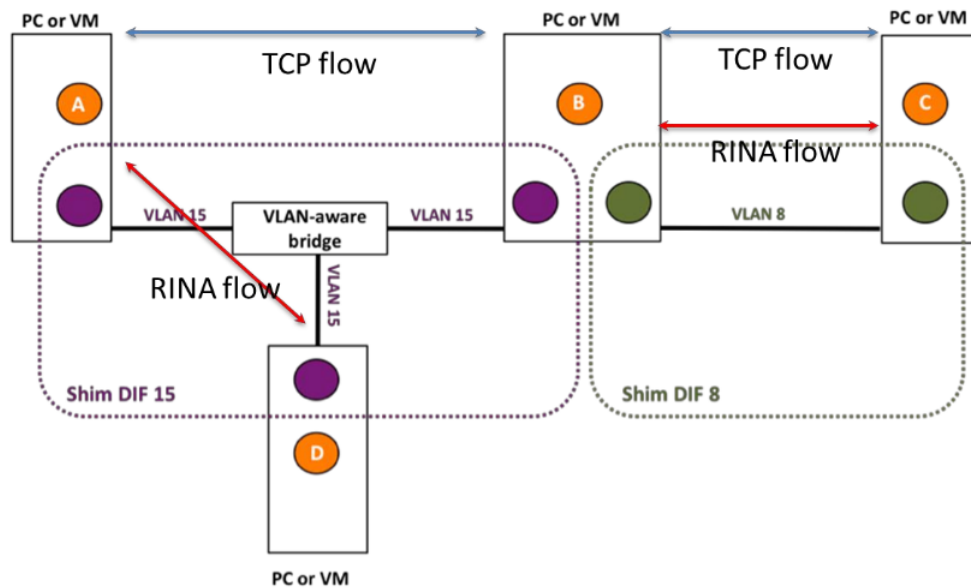 PC or VM
PC or VM
PC or VM
TCP flow
TCP flow
A
B
C
RINA flow
VLAN 15
VLAN-aware
bridge
VLAN 15
VLAN 8
RINA flow
VLAN 15
Shim DIF 15
Shim DIF 8
D
PC or VM